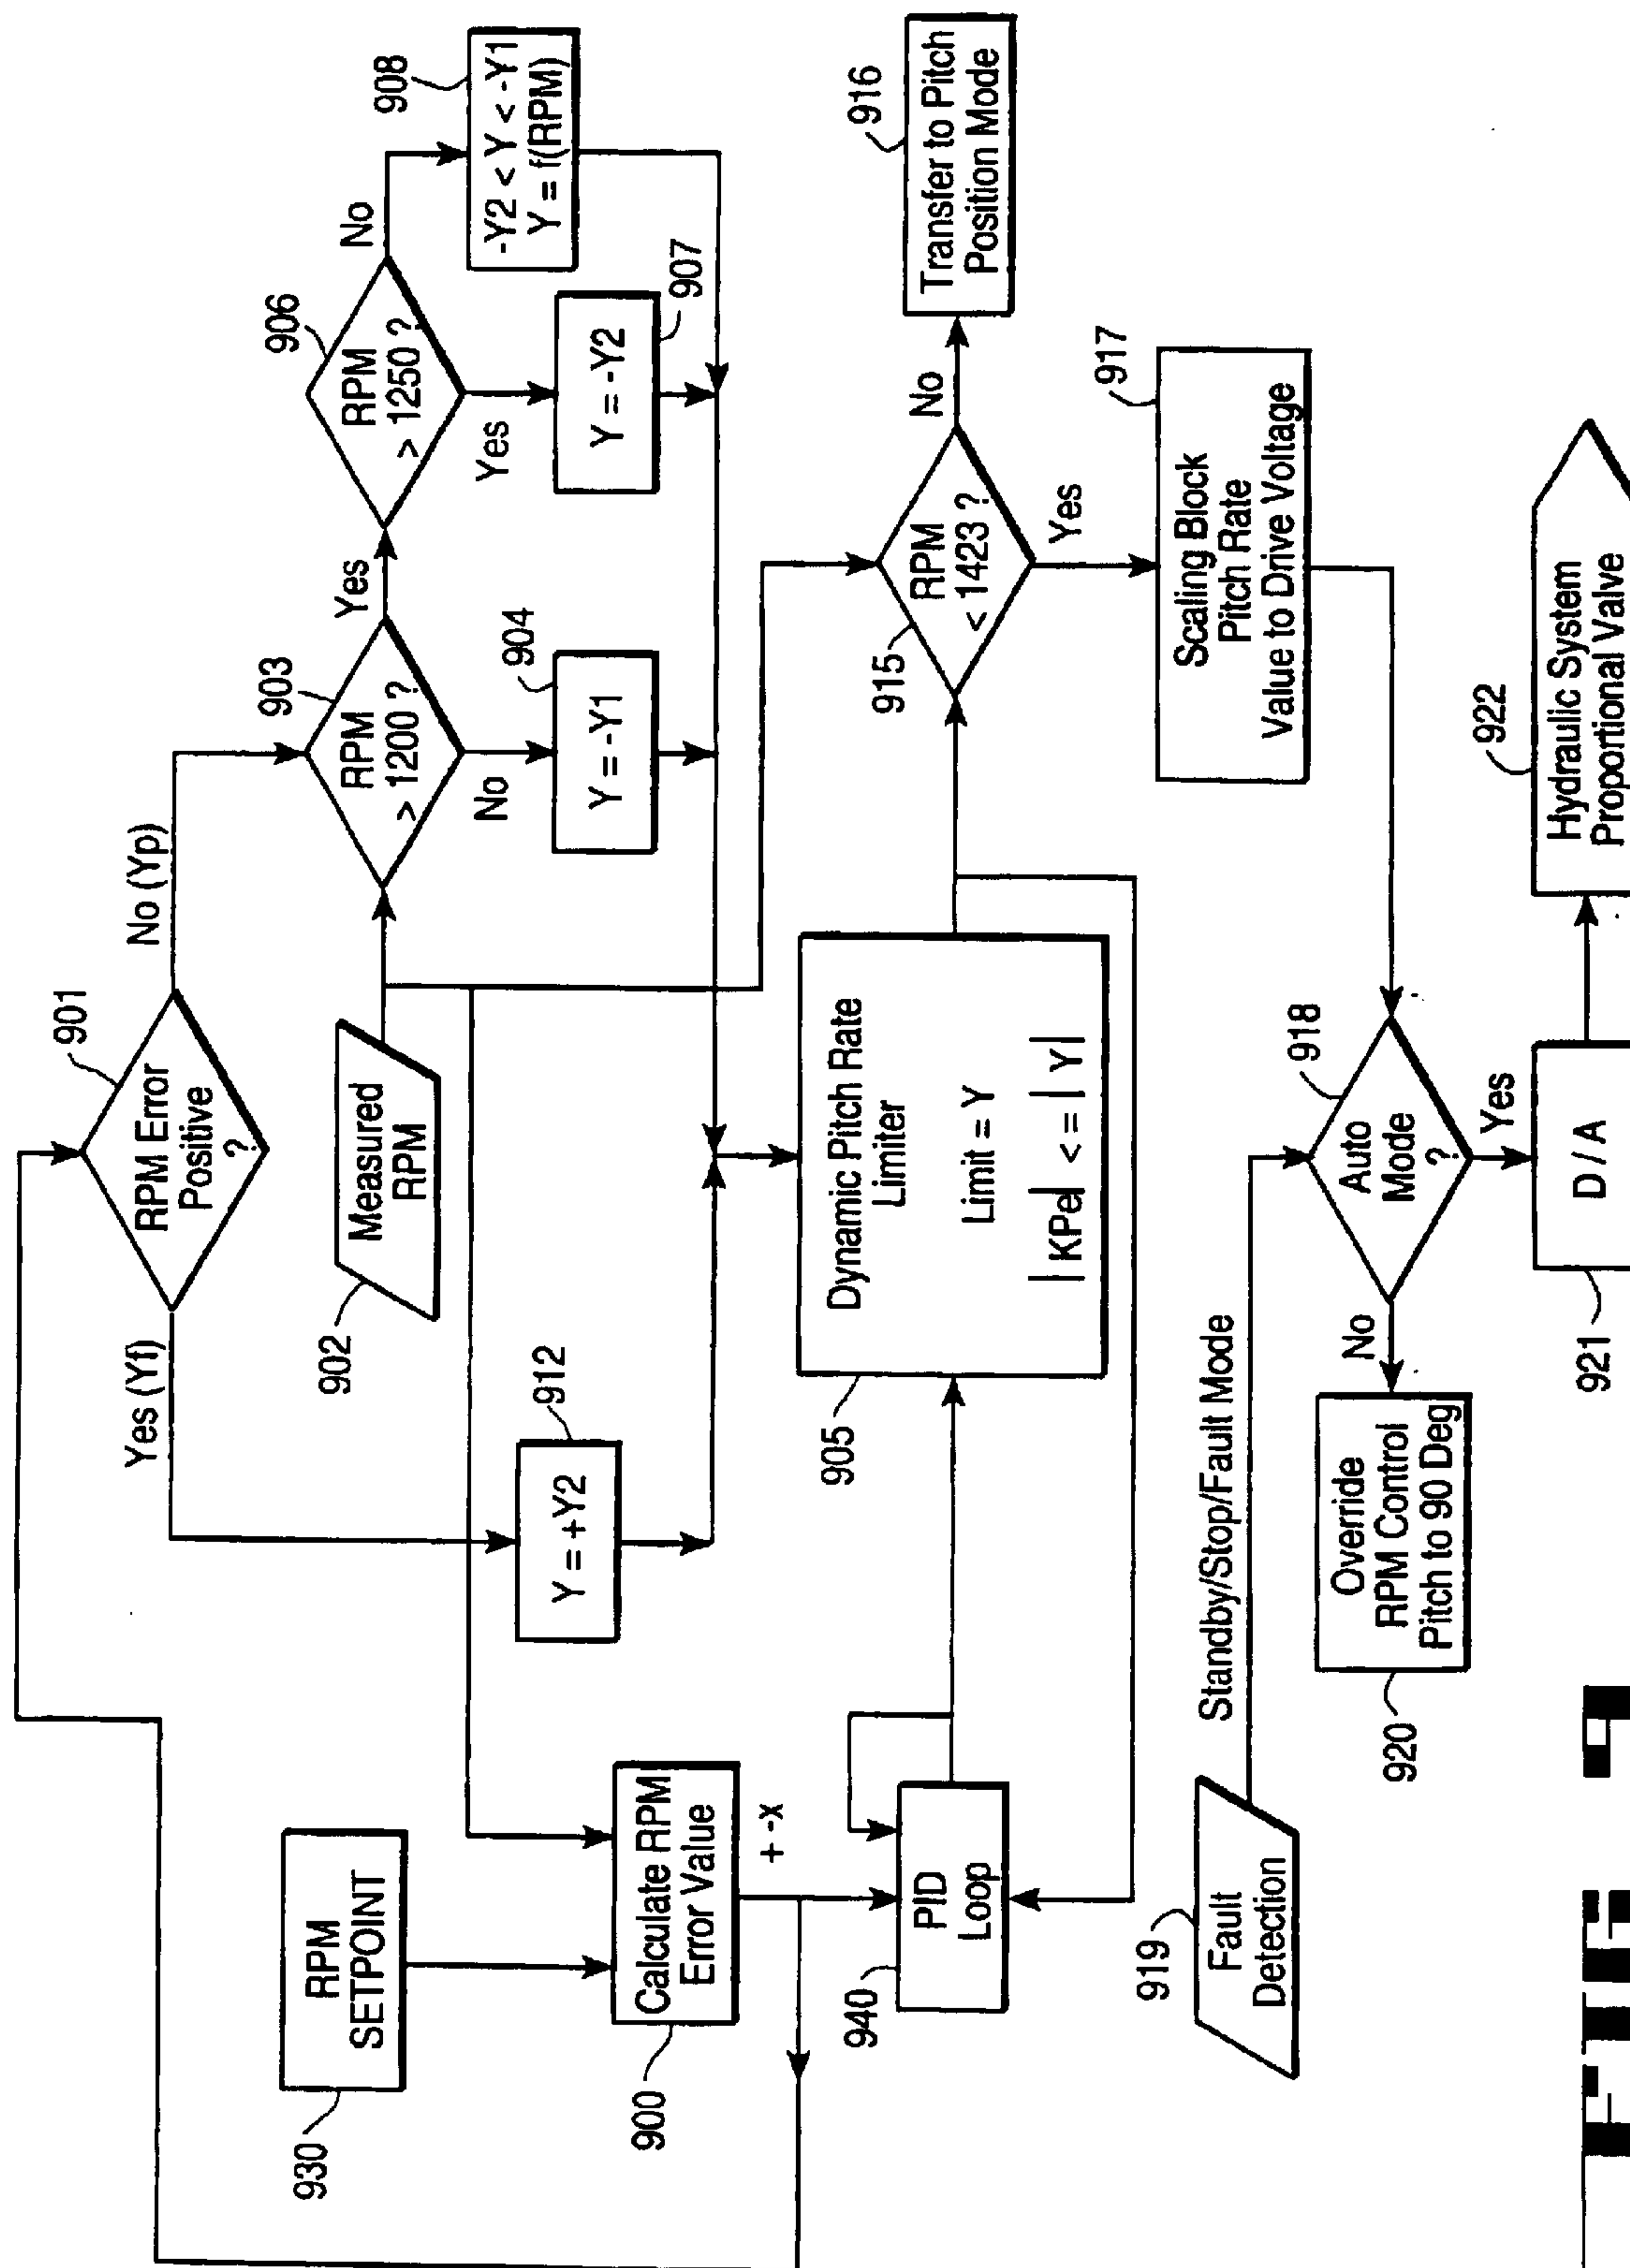 901
RPM Error
Positive
?
Yes (Yf)
No (Yp)
930
RPM
SETPOINT
902
Measured
RPM
903
RPM
> 1200 ?
Yes
No
906
RPM
> 1250 ?
No
Yes
908
-Y2 < Y < -Y1
Y = f(RPM)
912
Y = +Y2
904
Y = -Y1
907
Y = -Y2
900
Calculate RPM
Error Value
+ -x
940
PID
Loop
905
Dynamic Pitch Rate
Limiter
Limit = Y
|KPe| <= |Y|
915
RPM
< 1423 ?
No
Yes
916
Transfer to Pitch
Position Mode
917
Scaling Block
Pitch Rate
Value to Drive Voltage
919
Fault
Detection
Standby/Stop/Fault Mode
918
Auto
Mode
?
No
Yes
920
Override
RPM Control
Pitch to 90 Deg
921
D / A
922
Hydraulic System
Proportional Valve